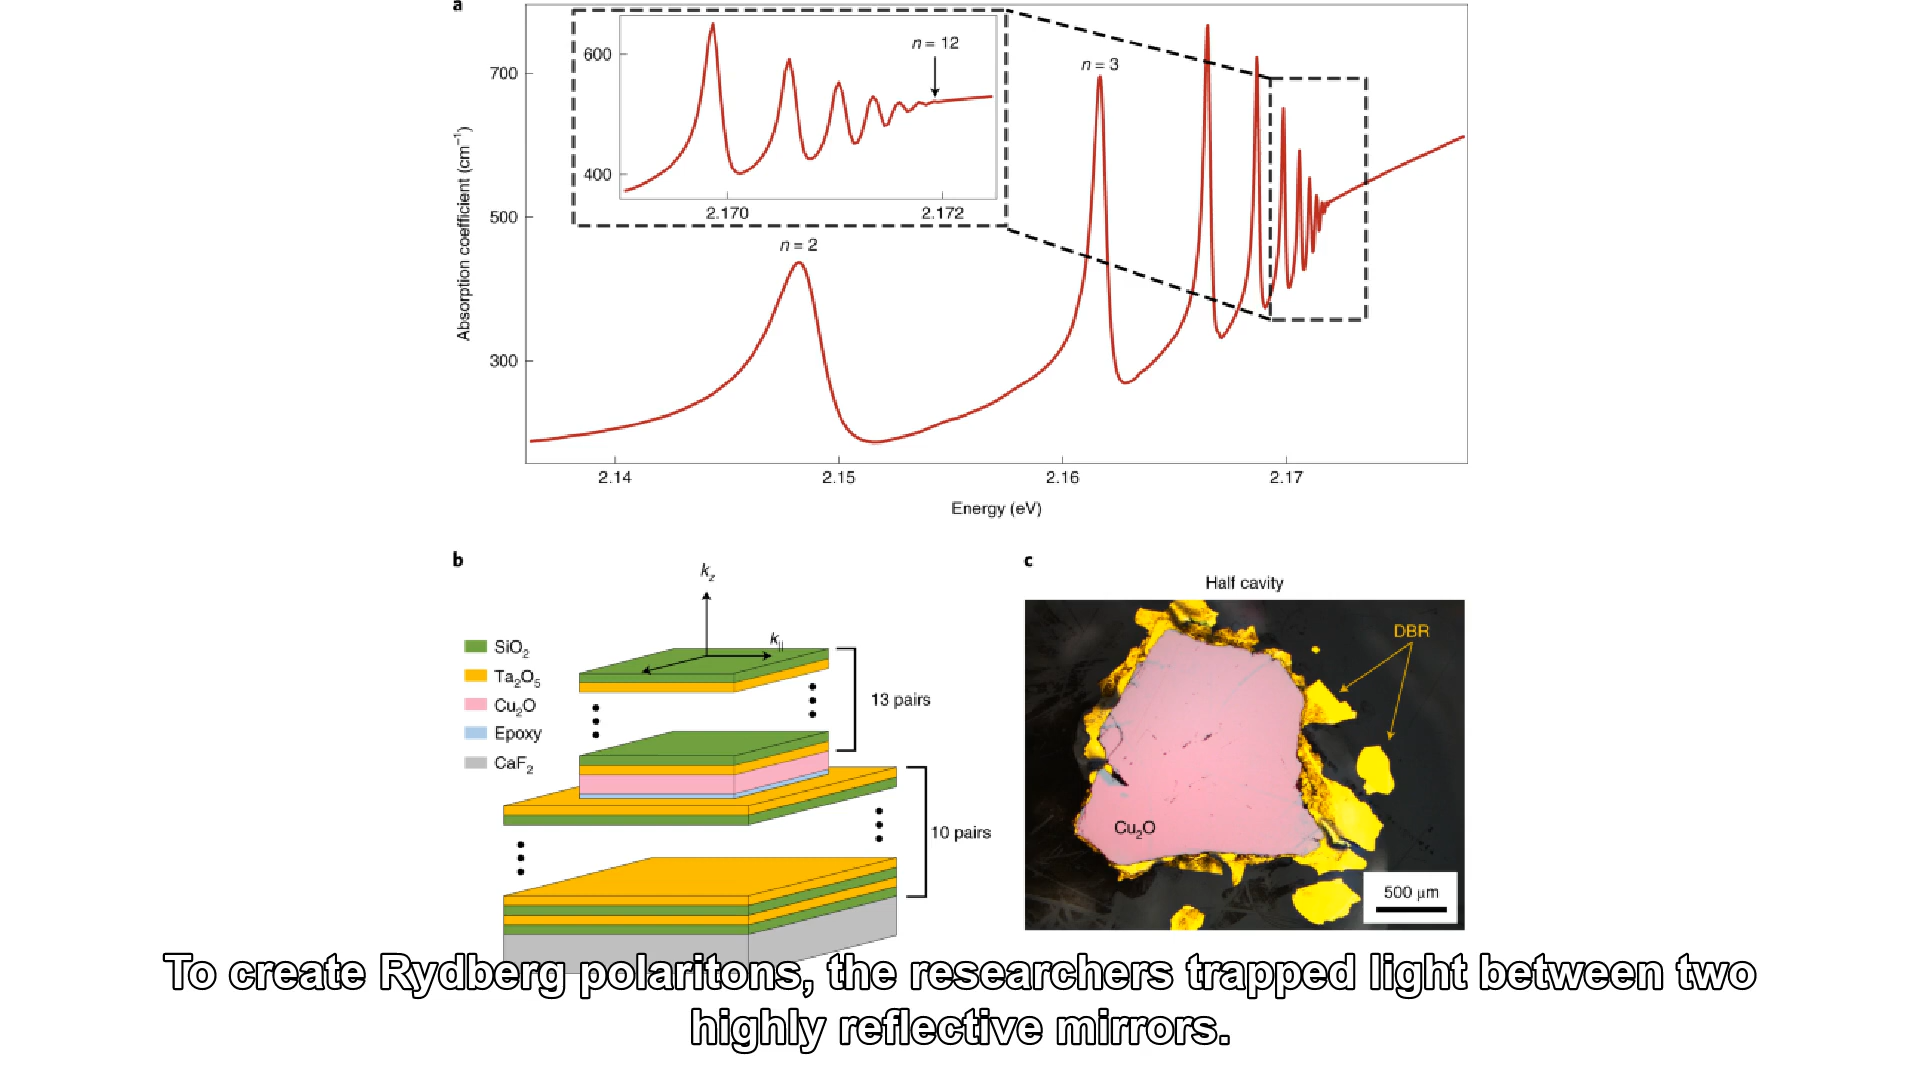 a
n = 12
600
n = 3
700
400
2.170
2.172
500
n = 2
Absorption coefficient (cm⁻¹)
300
2.14
2.15
2.16
2.17
Energy (eV)
b
k_z
k_||
SiO₂
Ta₂O₅
Cu₂O
Epoxy
CaF₂
13 pairs
10 pairs
c
Half cavity
DBR
Cu₂O
500 μm
To create Rydberg polaritons, the researchers trapped light between two
highly reflective mirrors.